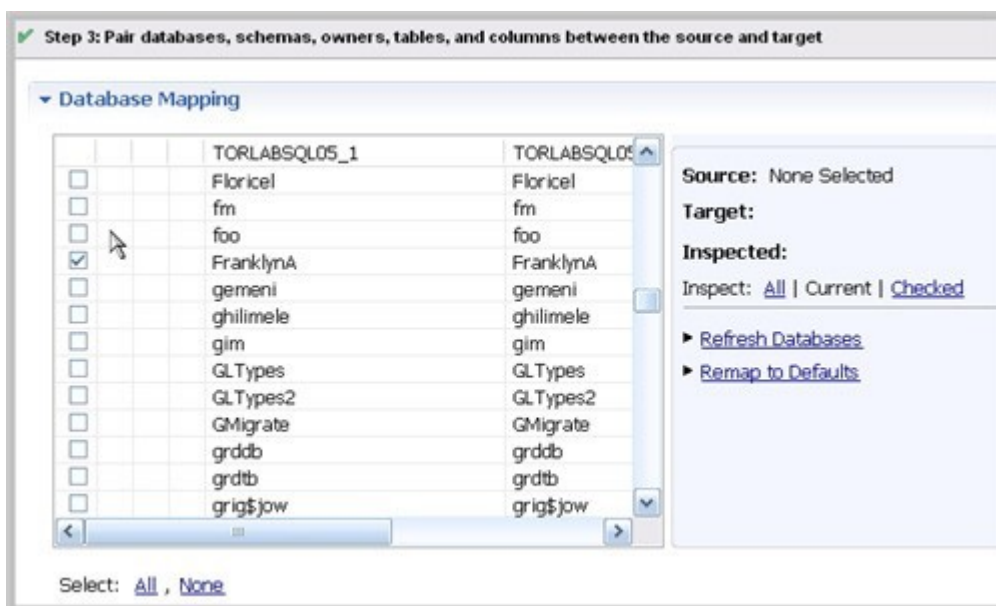 Step 3: Pair databases, schemas, owners, tables, and columns between the source and target
Database Mapping
TORLABSQL05_1 TORLABSQL05
Floricel Floricel
fm fm
foo foo
FranklynA FranklynA
gemeni gemeni
ghilimele ghilimele
gim gim
GLTypes GLTypes
GLTypes2 GLTypes2
GMigrate GMigrate
grddb grddb
grdtb grdtb
grig$jow grig$jow
Select: All , None
Source: None Selected
Target:
Inspected:
Inspect: All | Current | Checked
Refresh Databases
Remap to Defaults